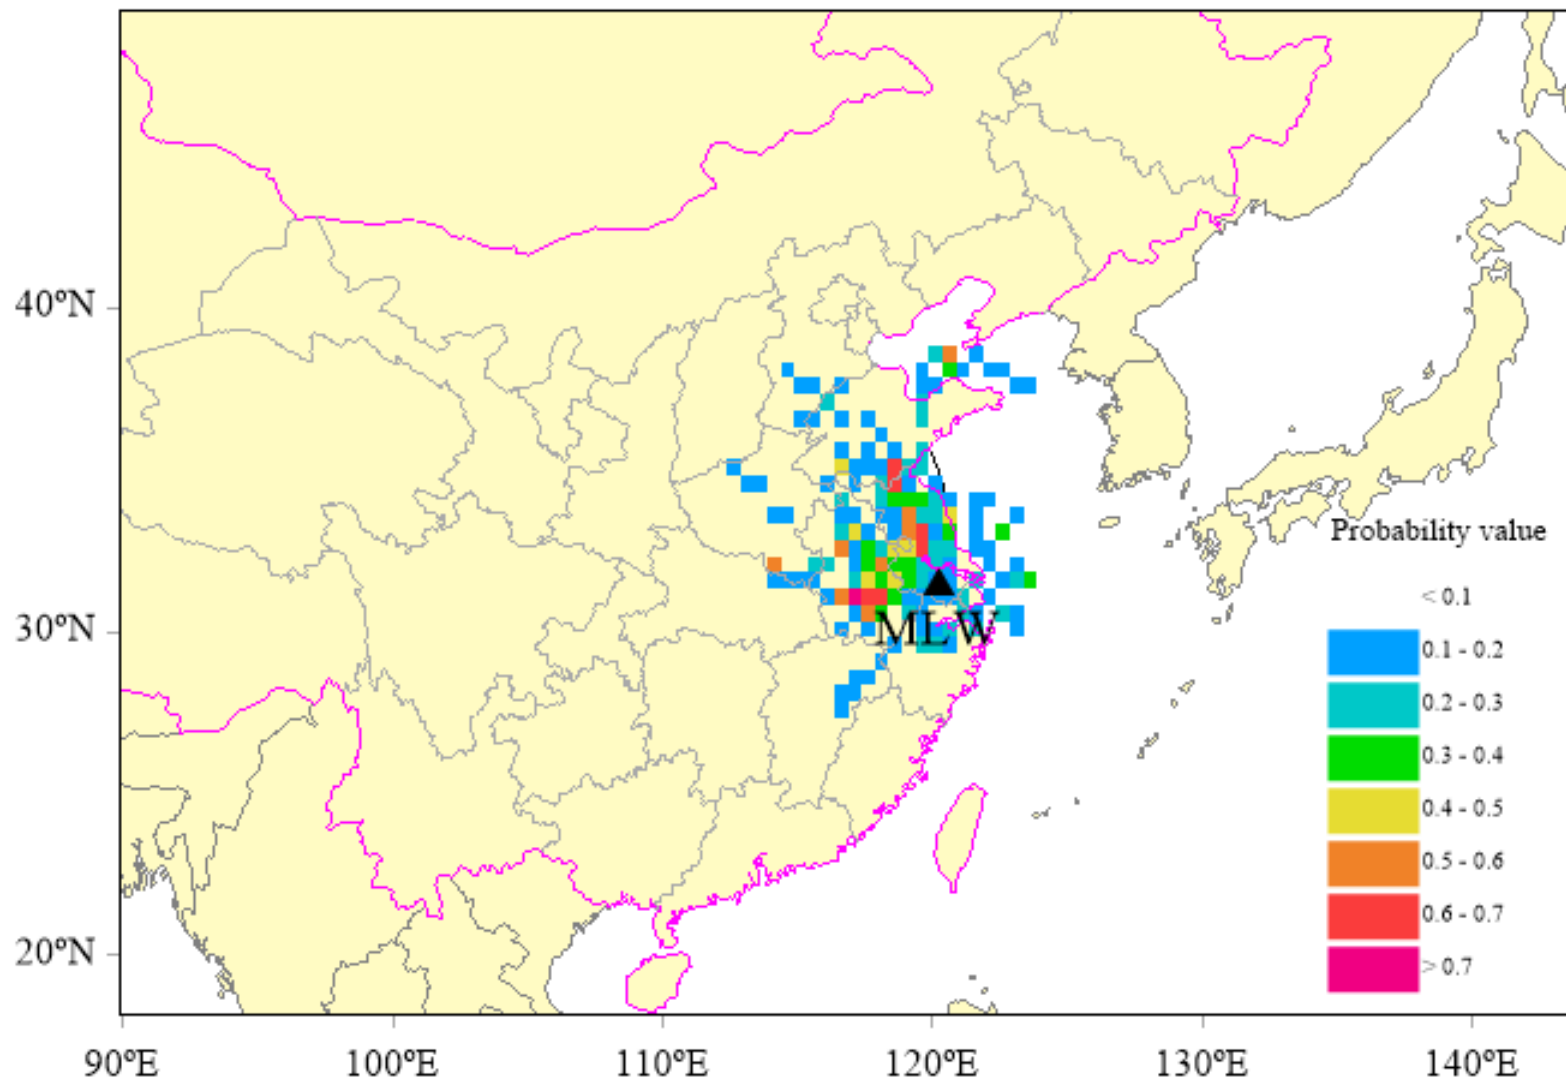 40ºN
30ºN
20ºN
90ºE
100ºE
110ºE
120ºE
130ºE
140ºE
MLW
Probability value
< 0.1
0.1 - 0.2
0.2 - 0.3
0.3 - 0.4
0.4 - 0.5
0.5 - 0.6
0.6 - 0.7
> 0.7